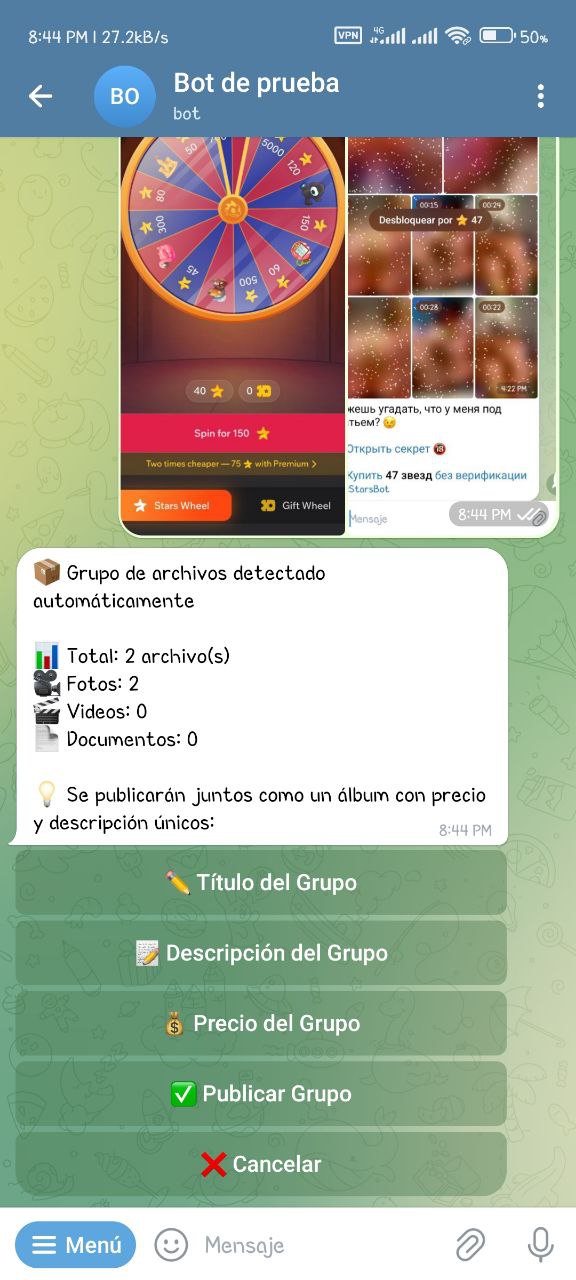 8:44 PM | 27.2kB/s
VPN
4G
50%
BO
Bot de prueba
bot
50
5000
120
80
150
300
60
45
500
00:15
00:24
Desbloquear por 47
00:28
00:22
4:22 PM
40
0
Spin for 150
Two times cheaper — 75 with Premium >
Stars Wheel
Gift Wheel
жешь угадать, что у меня под
тьем? 😉
Открыть секрет 🔞
Купить 47 звезд без верификации
StarsBot
Mensaje
8:44 PM
📦 Grupo de archivos detectado
automáticamente
📊 Total: 2 archivo(s)
🎥 Fotos: 2
🎬 Videos: 0
📄 Documentos: 0
💡 Se publicarán juntos como un álbum con precio
y descripción únicos:
8:44 PM
✏️ Título del Grupo
📝 Descripción del Grupo
💰 Precio del Grupo
✅ Publicar Grupo
❌ Cancelar
Menú
Mensaje